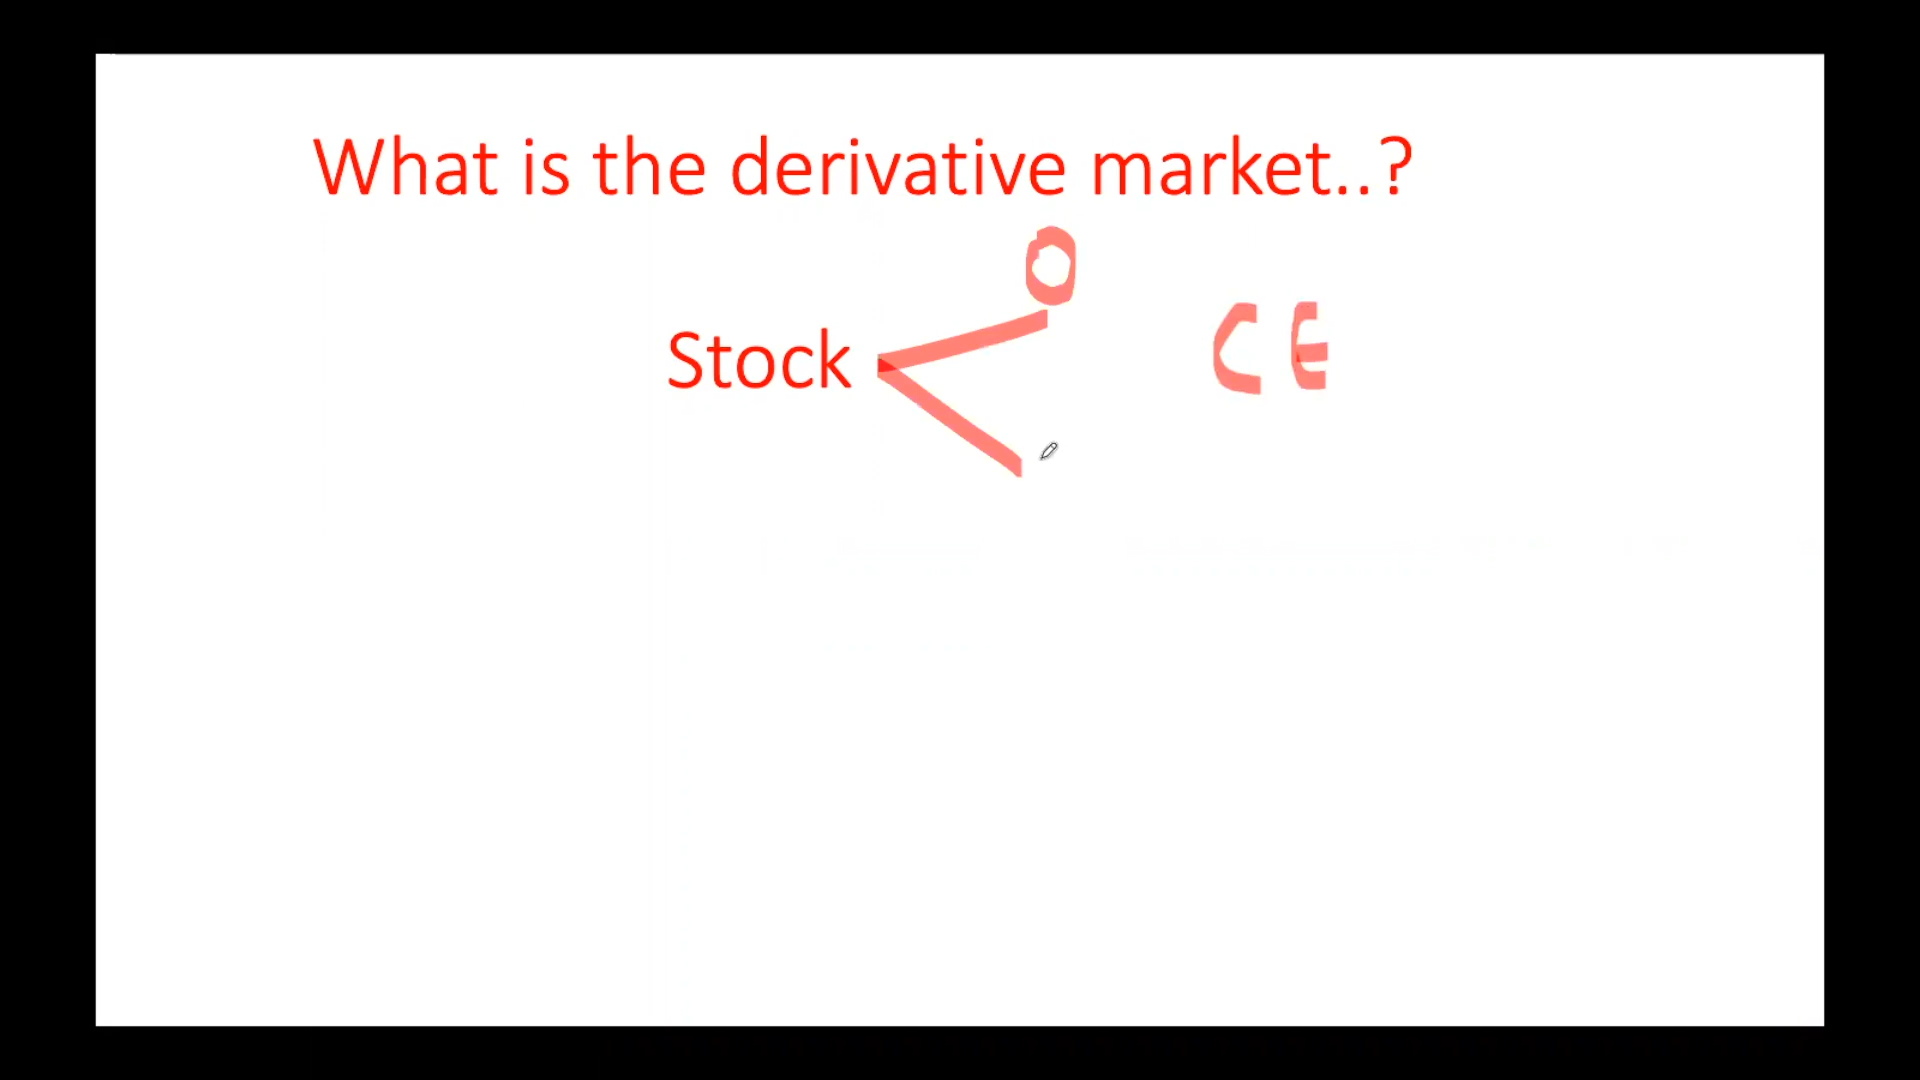 What is the derivative market..?
O
Stock
CE